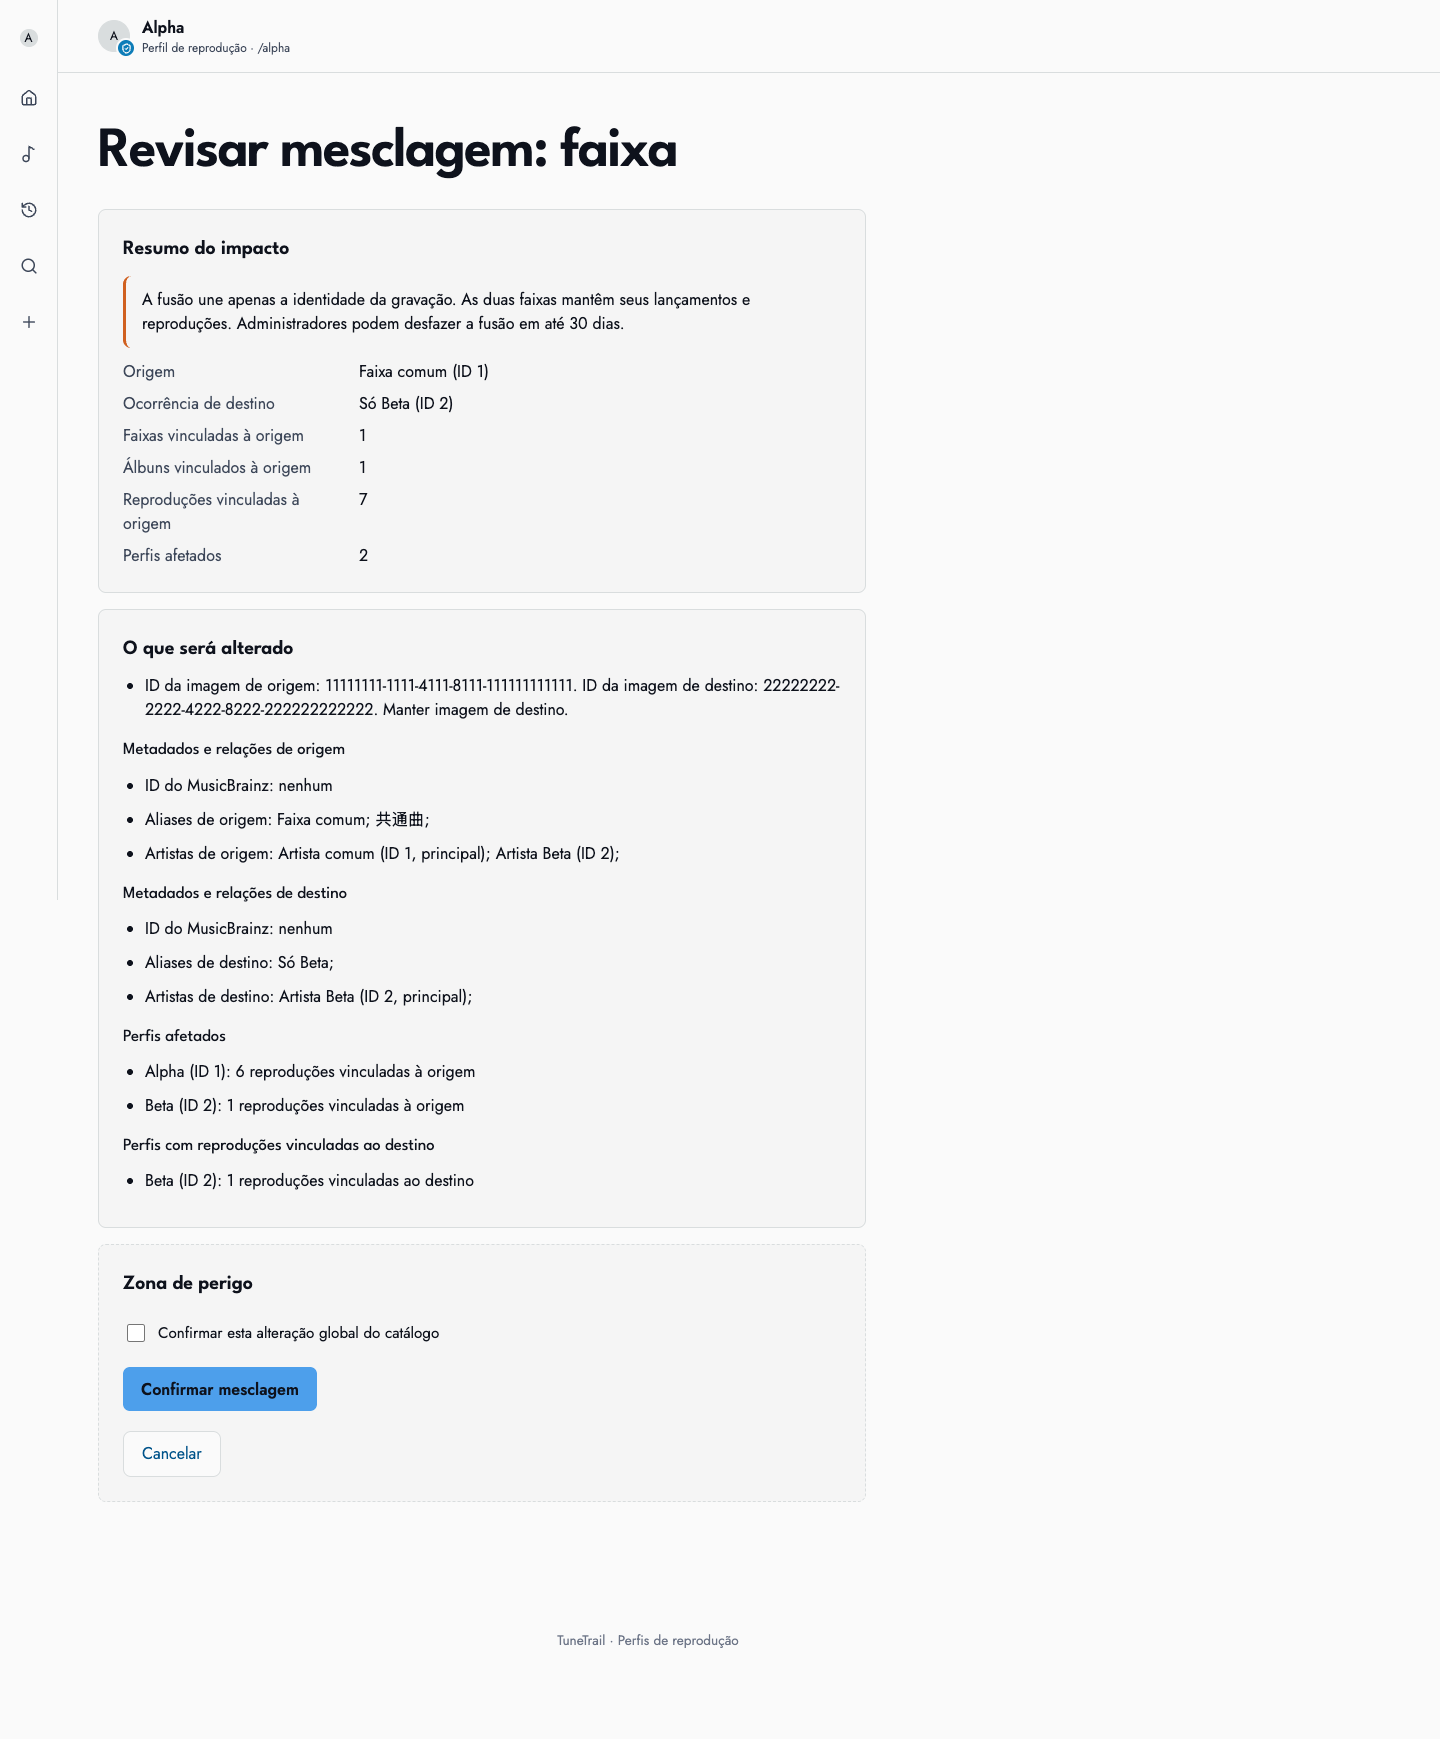 A
A
Alpha
Perfil de reprodução · /alpha
Revisar mesclagem: faixa
Resumo do impacto
A fusão une apenas a identidade da gravação. As duas faixas mantêm seus lançamentos e
reproduções. Administradores podem desfazer a fusão em até 30 dias.
Origem Faixa comum (ID 1)
Ocorrência de destino Só Beta (ID 2)
Faixas vinculadas à origem 1
Álbuns vinculados à origem 1
Reproduções vinculadas à 7
origem
Perfis afetados 2
O que será alterado
ID da imagem de origem: 11111111-1111-4111-8111-111111111111. ID da imagem de destino: 22222222-
2222-4222-8222-222222222222. Manter imagem de destino.
Metadados e relações de origem
ID do MusicBrainz: nenhum
Aliases de origem: Faixa comum; 共通曲;
Artistas de origem: Artista comum (ID 1, principal); Artista Beta (ID 2);
Metadados e relações de destino
ID do MusicBrainz: nenhum
Aliases de destino: Só Beta;
Artistas de destino: Artista Beta (ID 2, principal);
Perfis afetados
Alpha (ID 1): 6 reproduções vinculadas à origem
Beta (ID 2): 1 reproduções vinculadas à origem
Perfis com reproduções vinculadas ao destino
Beta (ID 2): 1 reproduções vinculadas ao destino
Zona de perigo
Confirmar esta alteração global do catálogo
Confirmar mesclagem
Cancelar
TuneTrail · Perfis de reprodução